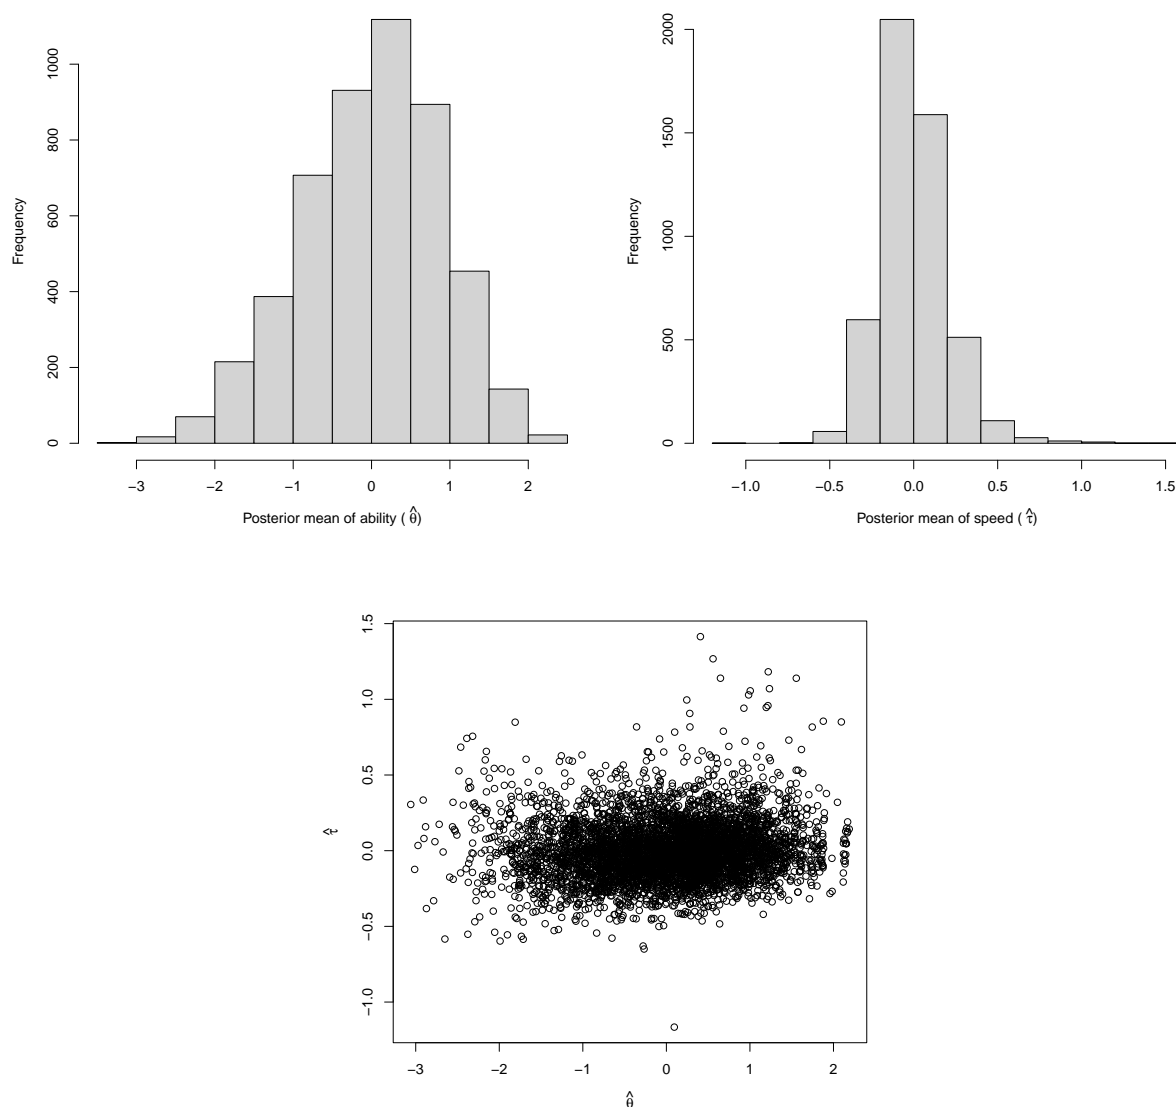 Frequency
0 200 400 600 800 1000
−3 −2 −1 0 1 2
Posterior mean of ability ( θ̂)
Frequency
0 500 1000 1500 2000
−1.0 −0.5 0.0 0.5 1.0 1.5
Posterior mean of speed ( τ̂)
τ̂
−1.0 −0.5 0.0 0.5 1.0 1.5
−3 −2 −1 0 1 2
θ̂